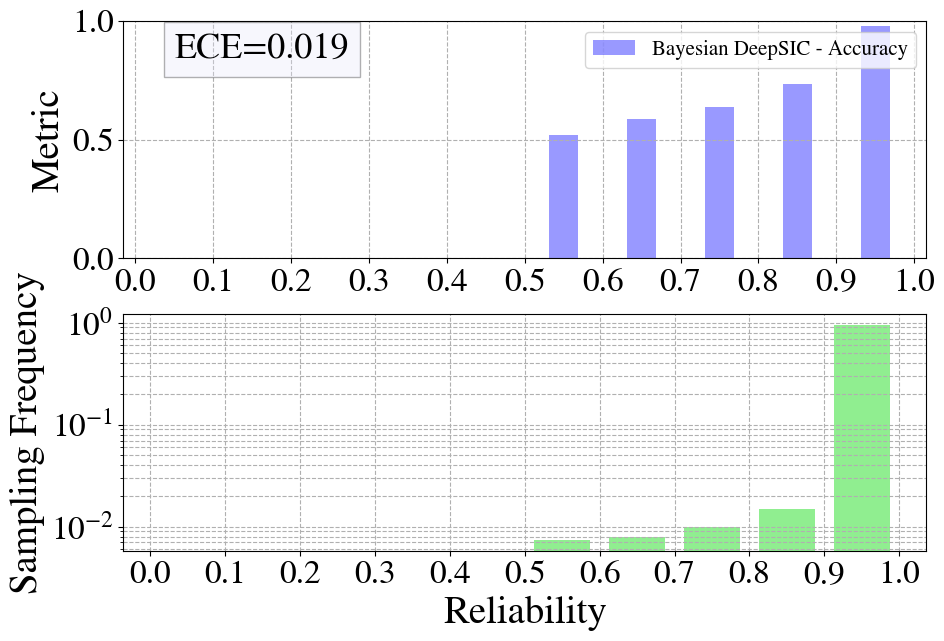 ECE=0.019
Bayesian DeepSIC - Accuracy
Metric
1.0
0.5
0.0
0.0 0.1 0.2 0.3 0.4 0.5 0.6 0.7 0.8 0.9 1.0
Sampling Frequency
10⁰
10⁻¹
10⁻²
0.0 0.1 0.2 0.3 0.4 0.5 0.6 0.7 0.8 0.9 1.0
Reliability